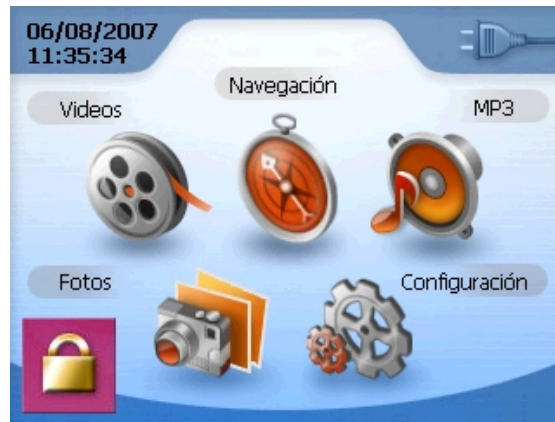 06/08/2007
11:35:34
Navegación
Videos
MP3
Fotos
Configuración